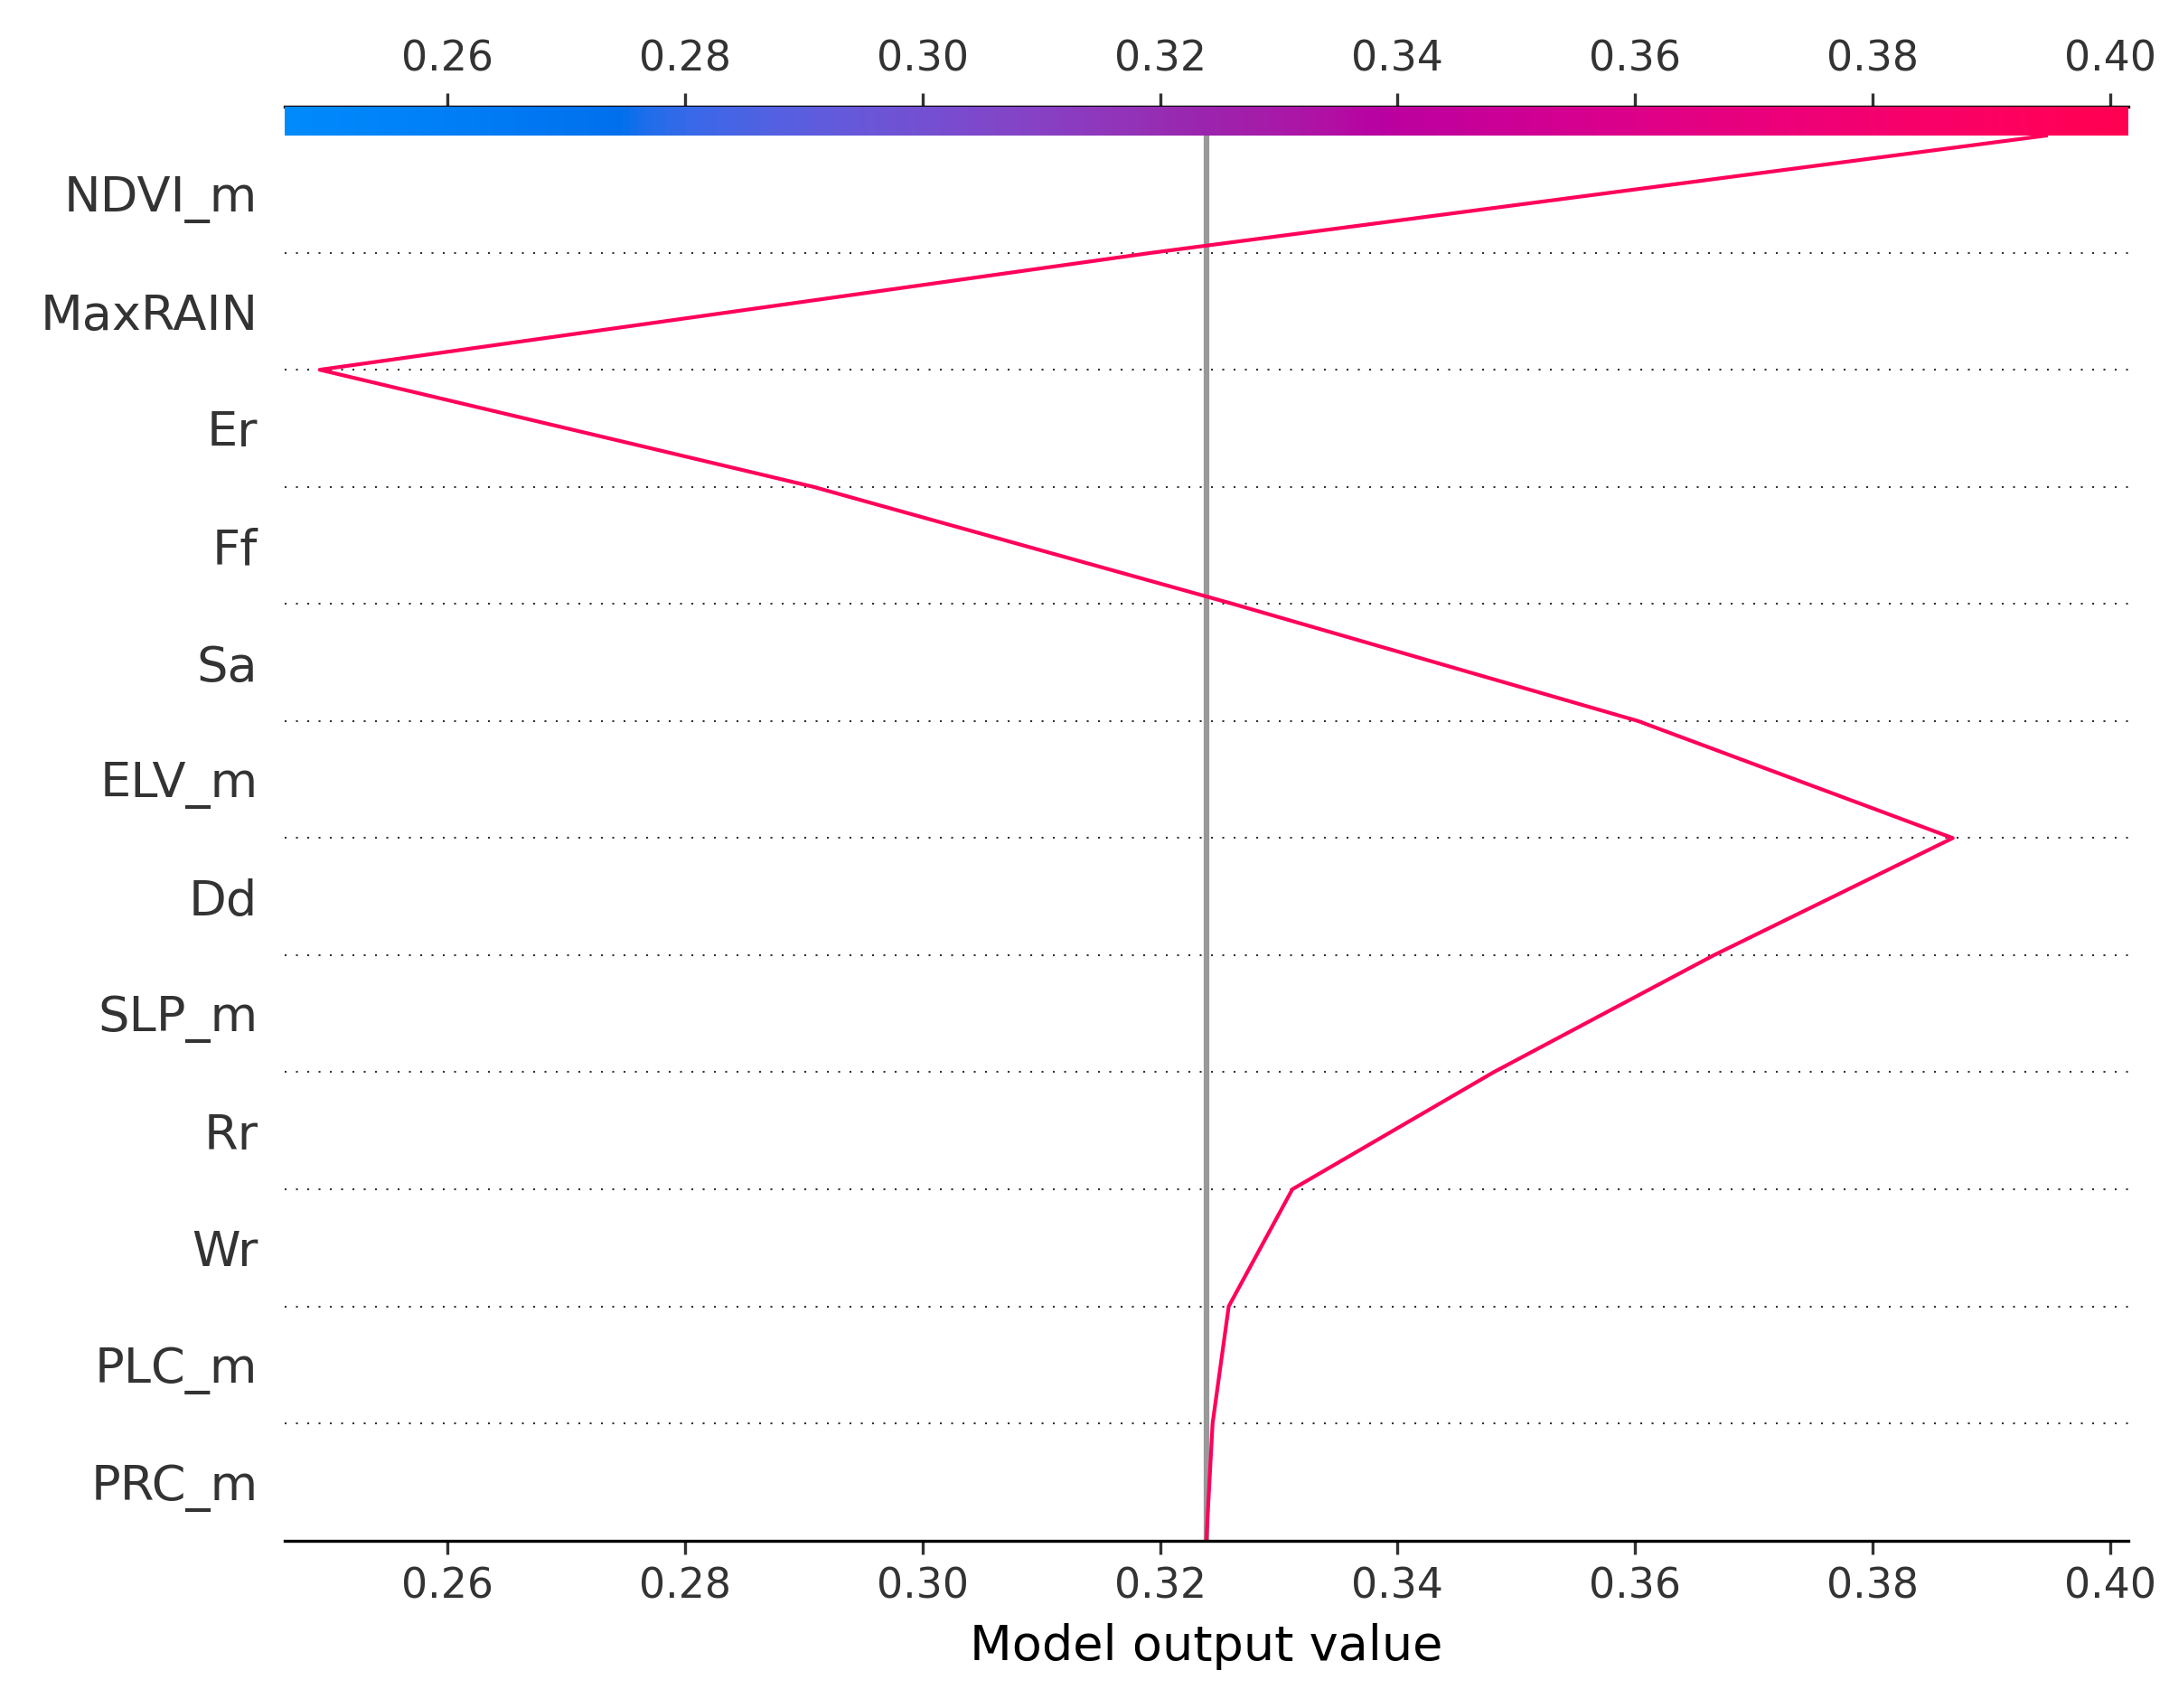 0.26 0.28 0.30 0.32 0.34 0.36 0.38 0.40
NDVI_m
MaxRAIN
Er
Ff
Sa
ELV_m
Dd
SLP_m
Rr
Wr
PLC_m
PRC_m
0.26 0.28 0.30 0.32 0.34 0.36 0.38 0.40
Model output value